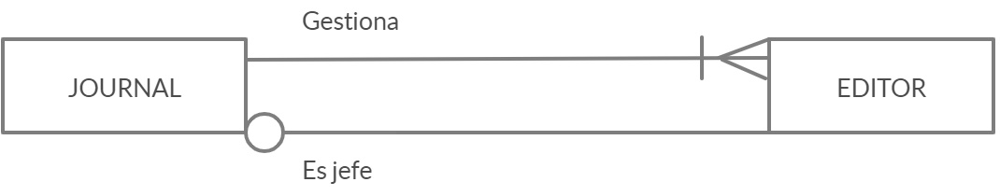 Gestiona
JOURNAL
EDITOR
Es jefe